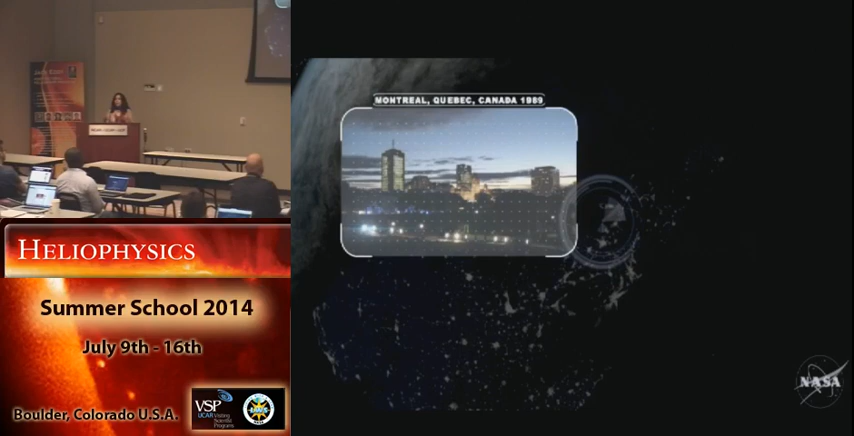 MONTREAL, QUEBEC, CANADA 1989
HELIOPHYSICS
Summer School 2014
July 9th - 16th
Boulder, Colorado U.S.A.
VSP
UCAR Visiting
Scientist
Programs
NASA